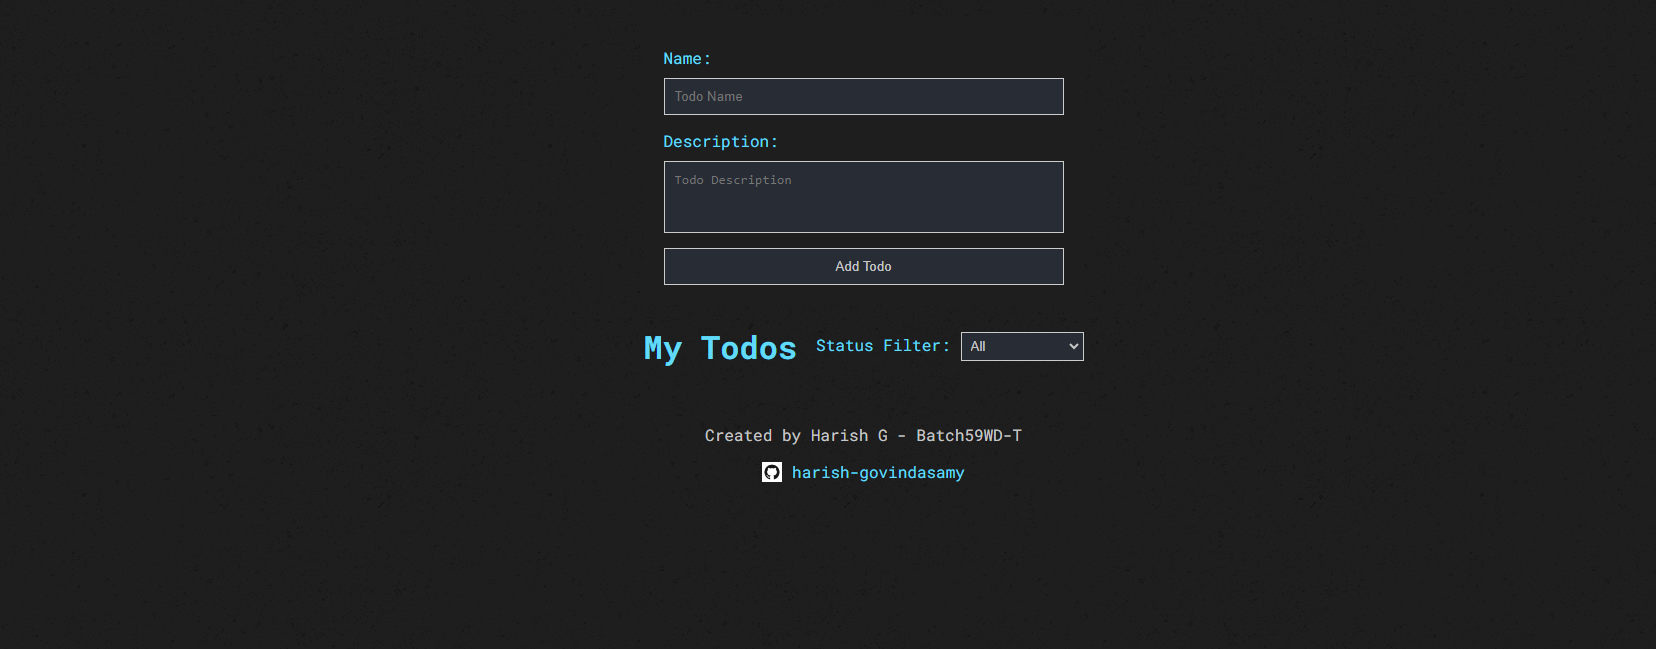 Name:
Todo Name
Description:
Todo Description
Add Todo
My Todos Status Filter: All
Created by Harish G - Batch59WD-T
harish-govindasamy